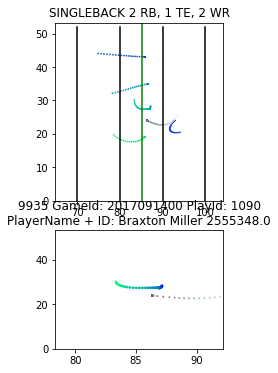 SINGLEBACK 2 RB, 1 TE, 2 WR
50
40
30
20
10
0
70 80 90 100
9935 GameId: 2017091400 PlayId: 1090
PlayerName + ID: Braxton Miller 2555348.0
40
20
0
80 85 90